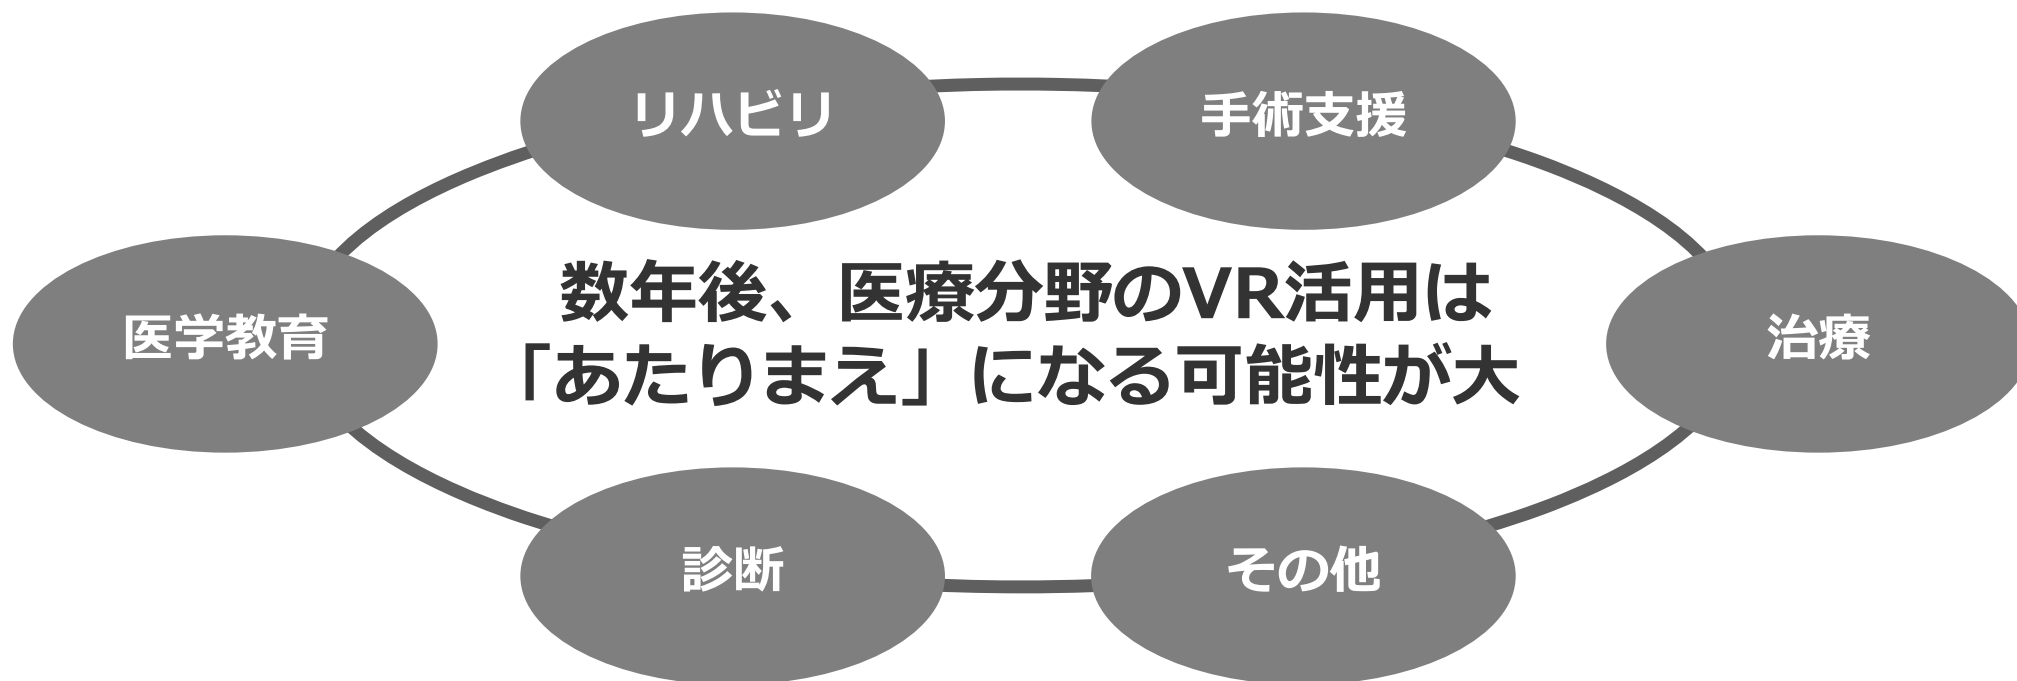 リハビリ
手術支援
数年後、医療分野のVR活用は
「あたりまえ」になる可能性が大
医学教育
治療
診断
その他